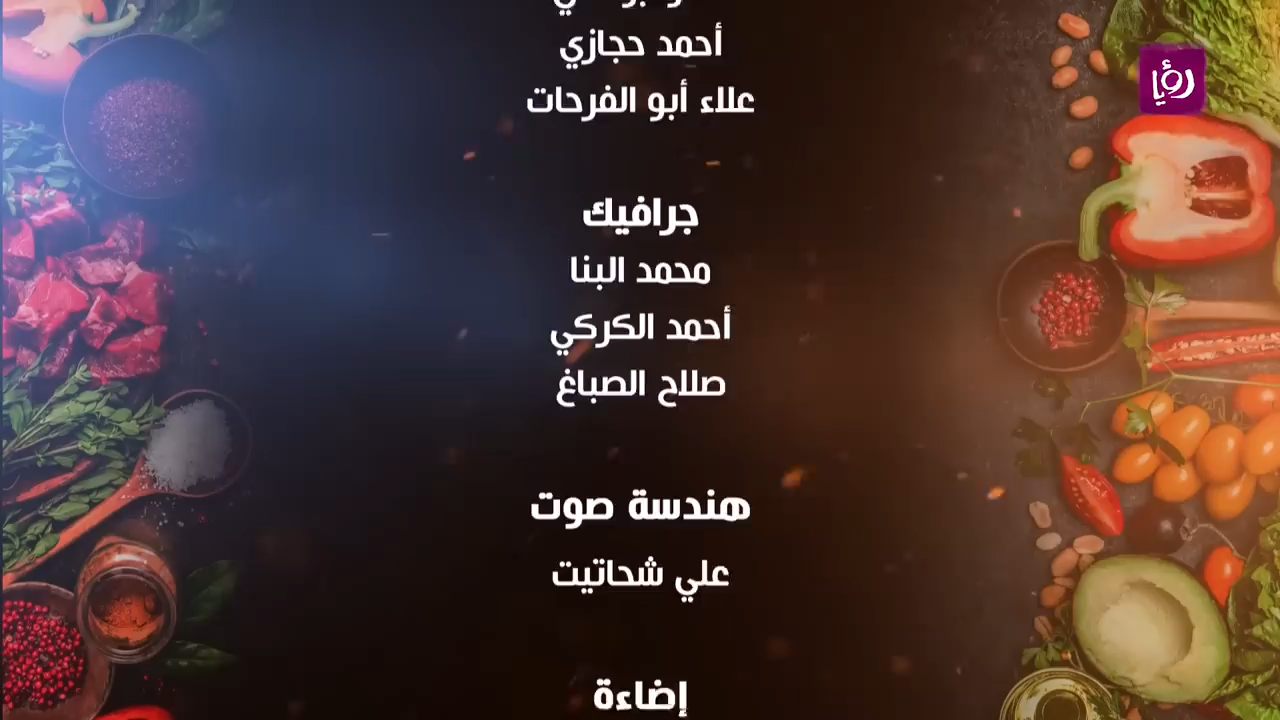 أحمد حجازي
علاء أبو الفرحات
رؤيا
جرافيك
محمد البنا
أحمد الكركي
صلاح الصباغ
هندسة صوت
علي شحاتيت
إضاءة